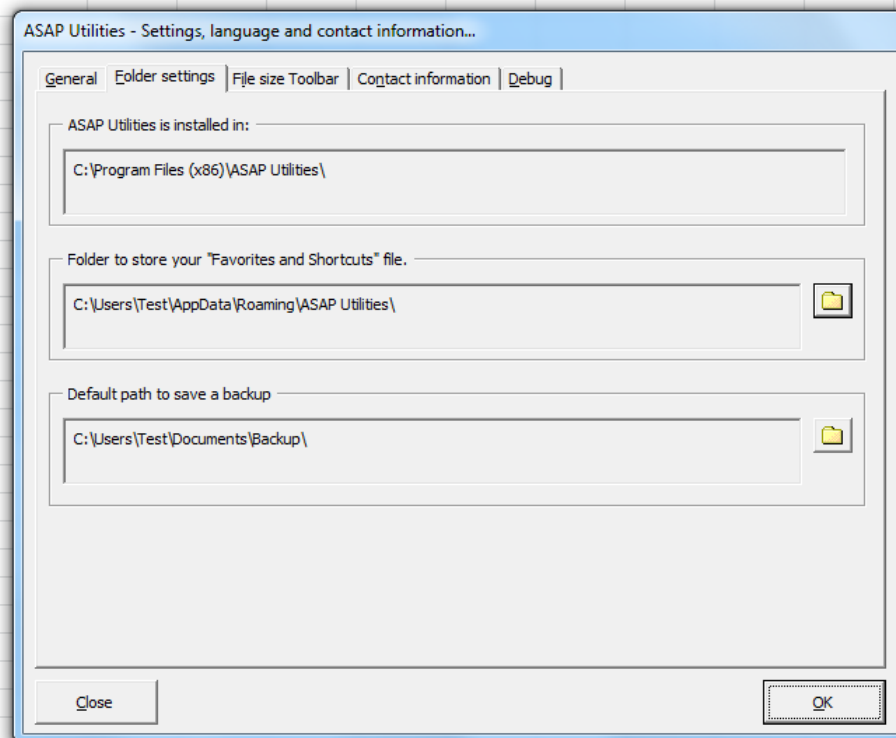 ASAP Utilities - Settings, language and contact information...
General Folder settings File size Toolbar Contact information Debug
ASAP Utilities is installed in:
C:\Program Files (x86)\ASAP Utilities\
Folder to store your "Favorites and Shortcuts" file.
C:\Users\Test\AppData\Roaming\ASAP Utilities\
Default path to save a backup
C:\Users\Test\Documents\Backup\
Close OK